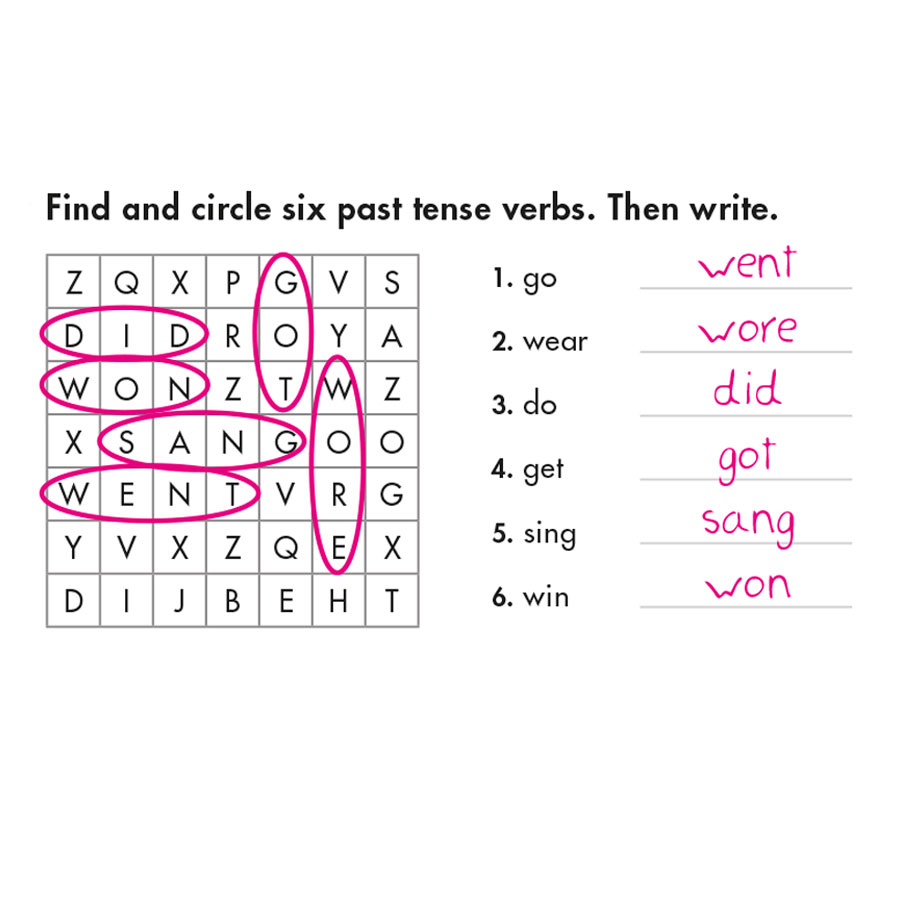 Find and circle six past tense verbs. Then write.
Z Q X P G V S
D I D R O Y A
W O N Z T W Z
X S A N G O O
W E N T V R G
Y V X Z Q E X
D I J B E H T
1. go went
2. wear wore
3. do did
4. get got
5. sing sang
6. win won